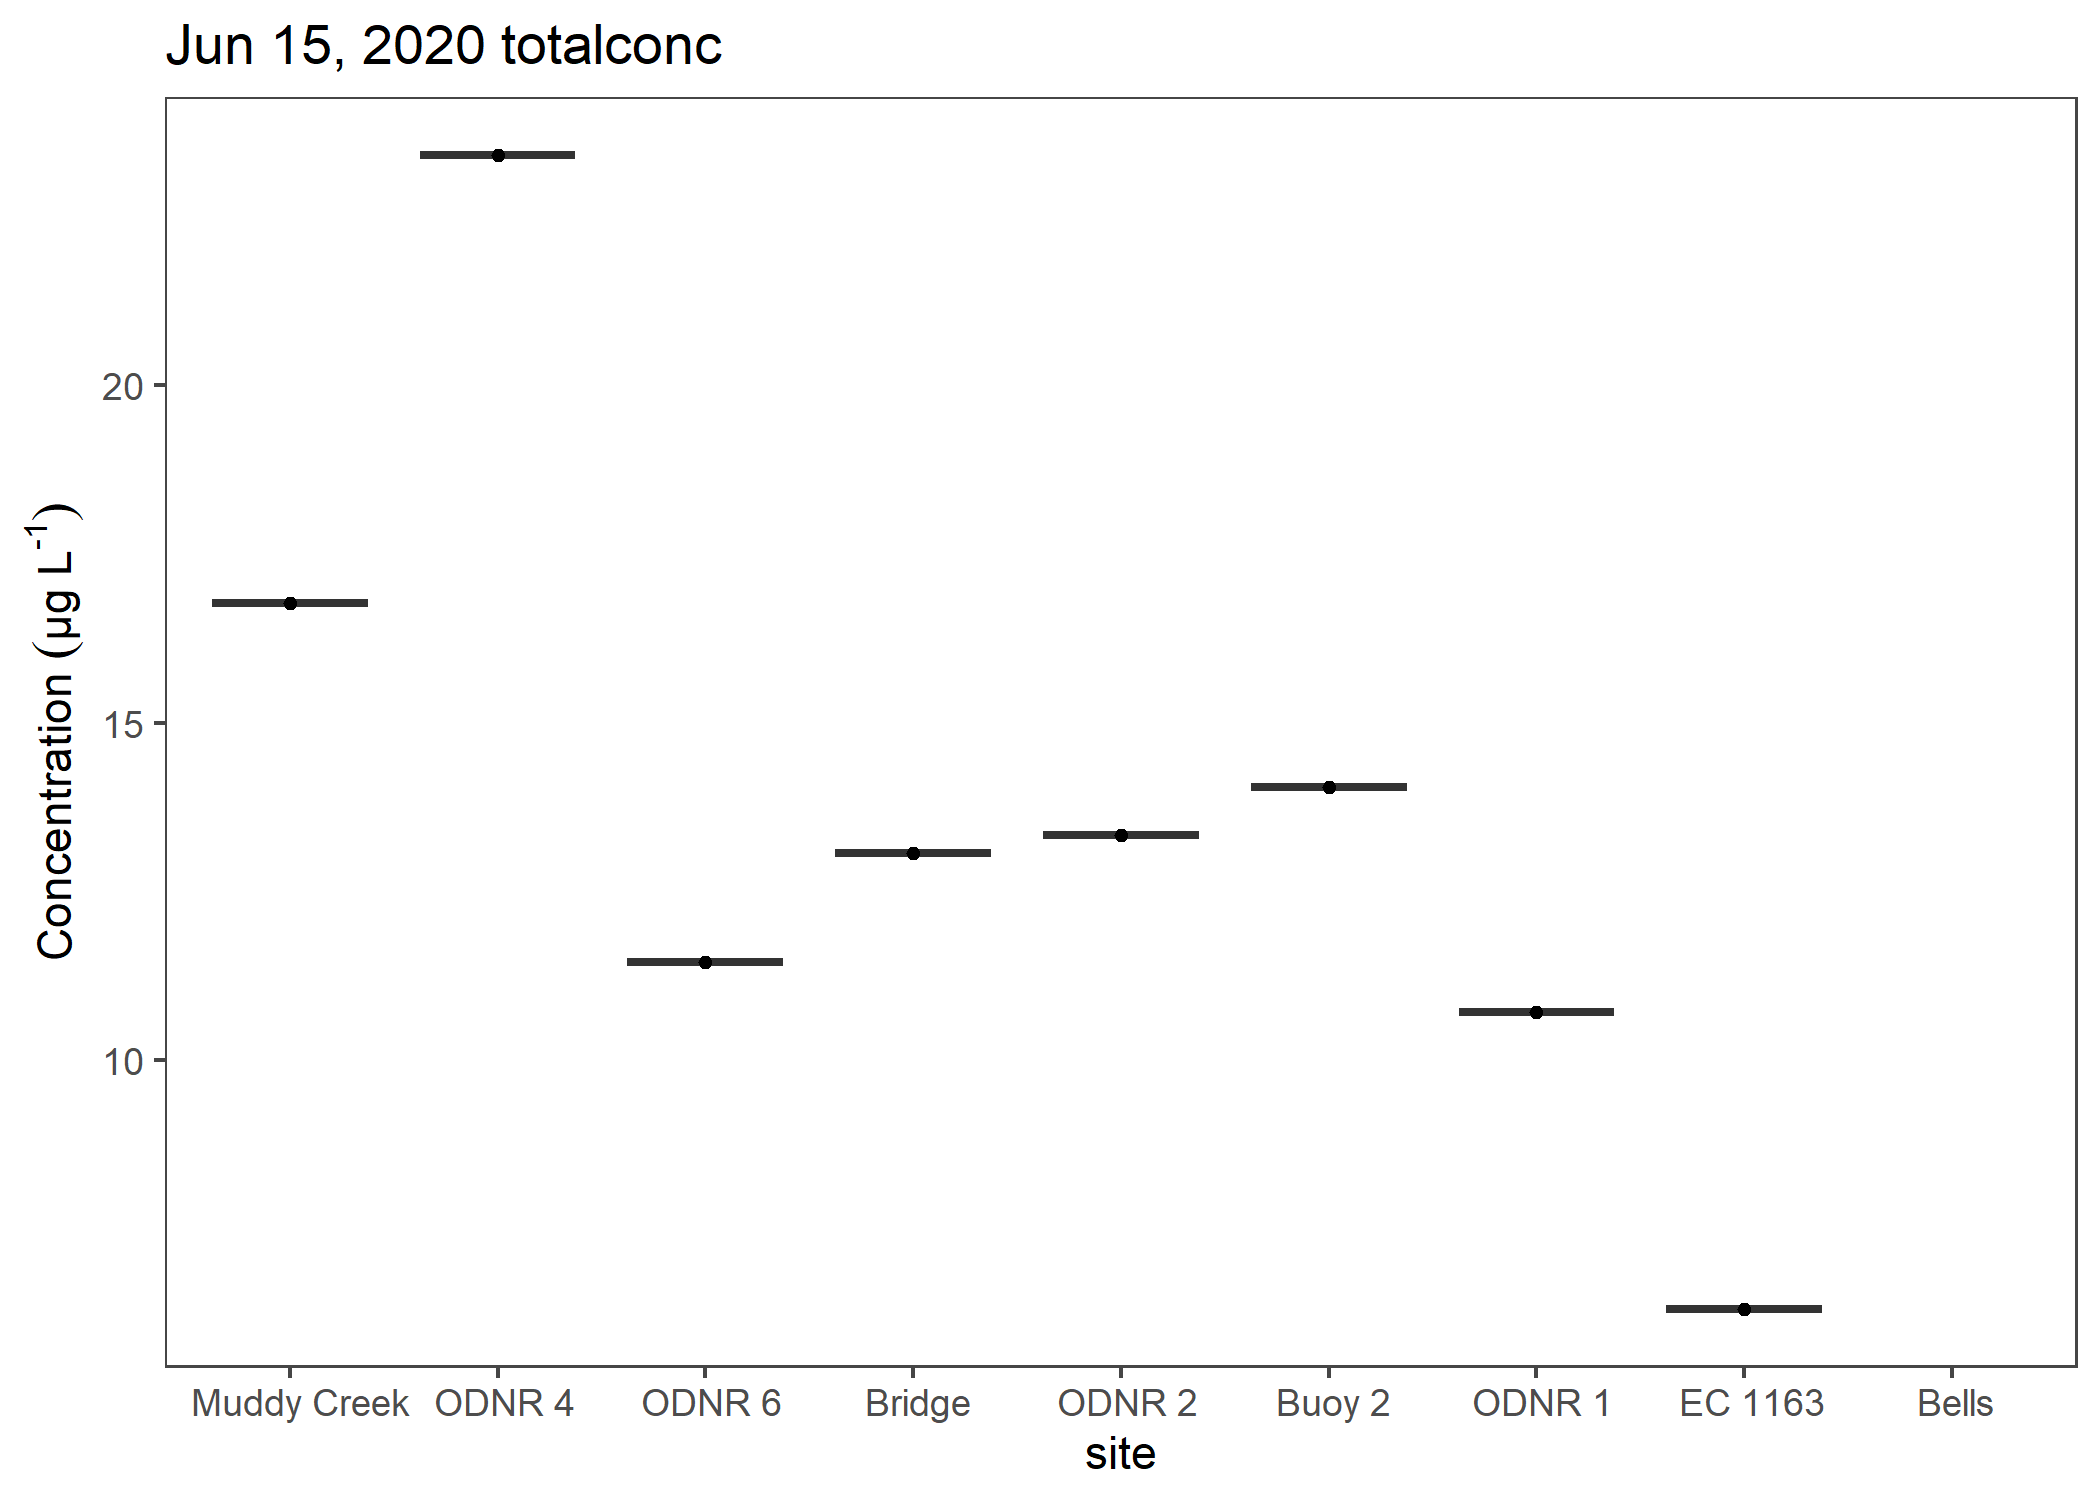 Jun 15, 2020 totalconc
Concentration (µg L⁻¹)
20
15
10
Muddy Creek ODNR 4 ODNR 6 Bridge ODNR 2 Buoy 2 ODNR 1 EC 1163 Bells
site